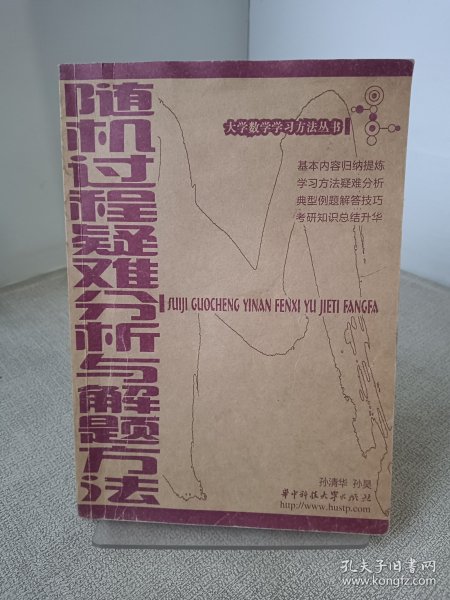 随机过程疑难分析与解题方法
大学数学学习方法丛书
基本内容归纳提炼
学习方法疑难分析
典型例题解答技巧
考研知识总结升华
SUIJI GUOCHENG YINAN FENXI YU JIETI FANGFA
孙清华 孙昊
华中科技大学出版社
http://www.hustp.com
孔夫子旧书网
www.kongfz.com